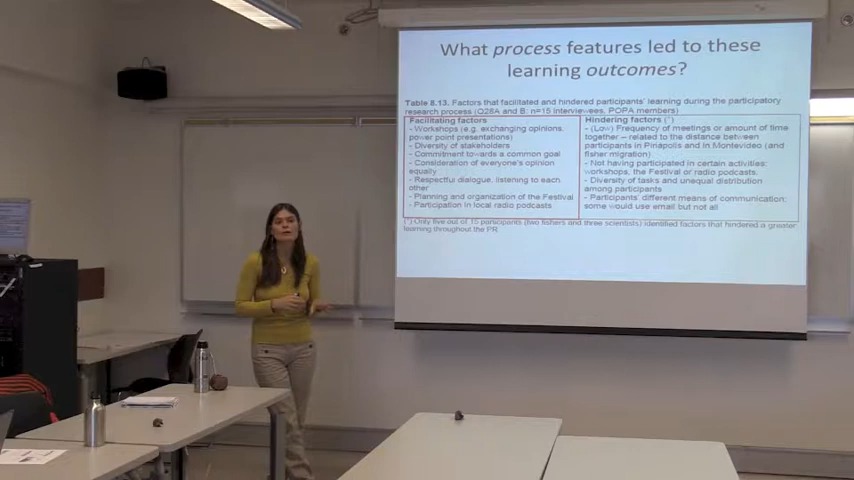 What process features led to these
learning outcomes?
Table 8.13. Factors that facilitated and hindered participants' learning during the participatory
research process (Q28A and B; n=15 interviewees, POPA members)
Facilitating factors
- Workshops (e.g. exchanging opinions,
power point presentations)
- Diversity of stakeholders
- Commitment towards a common goal
- Consideration of everyone's opinion
equally
- Respectful dialogue, listening to each
other
- Planning and organization of the Festival
- Participation in local radio podcasts
Hindering factors (*)
- (Low) Frequency of meetings or amount of time
together – related to the distance between
participants in Piriápolis and in Montevideo (and
fisher migration)
- Not having participated in certain activities:
workshops, the Festival or radio podcasts.
- Diversity of tasks and unequal distribution
among participants
- Participants' different means of communication:
some would use email but not all
(*) Only five out of 15 participants (two fishers and three scientists) identified factors that hindered a greater
learning throughout the PR